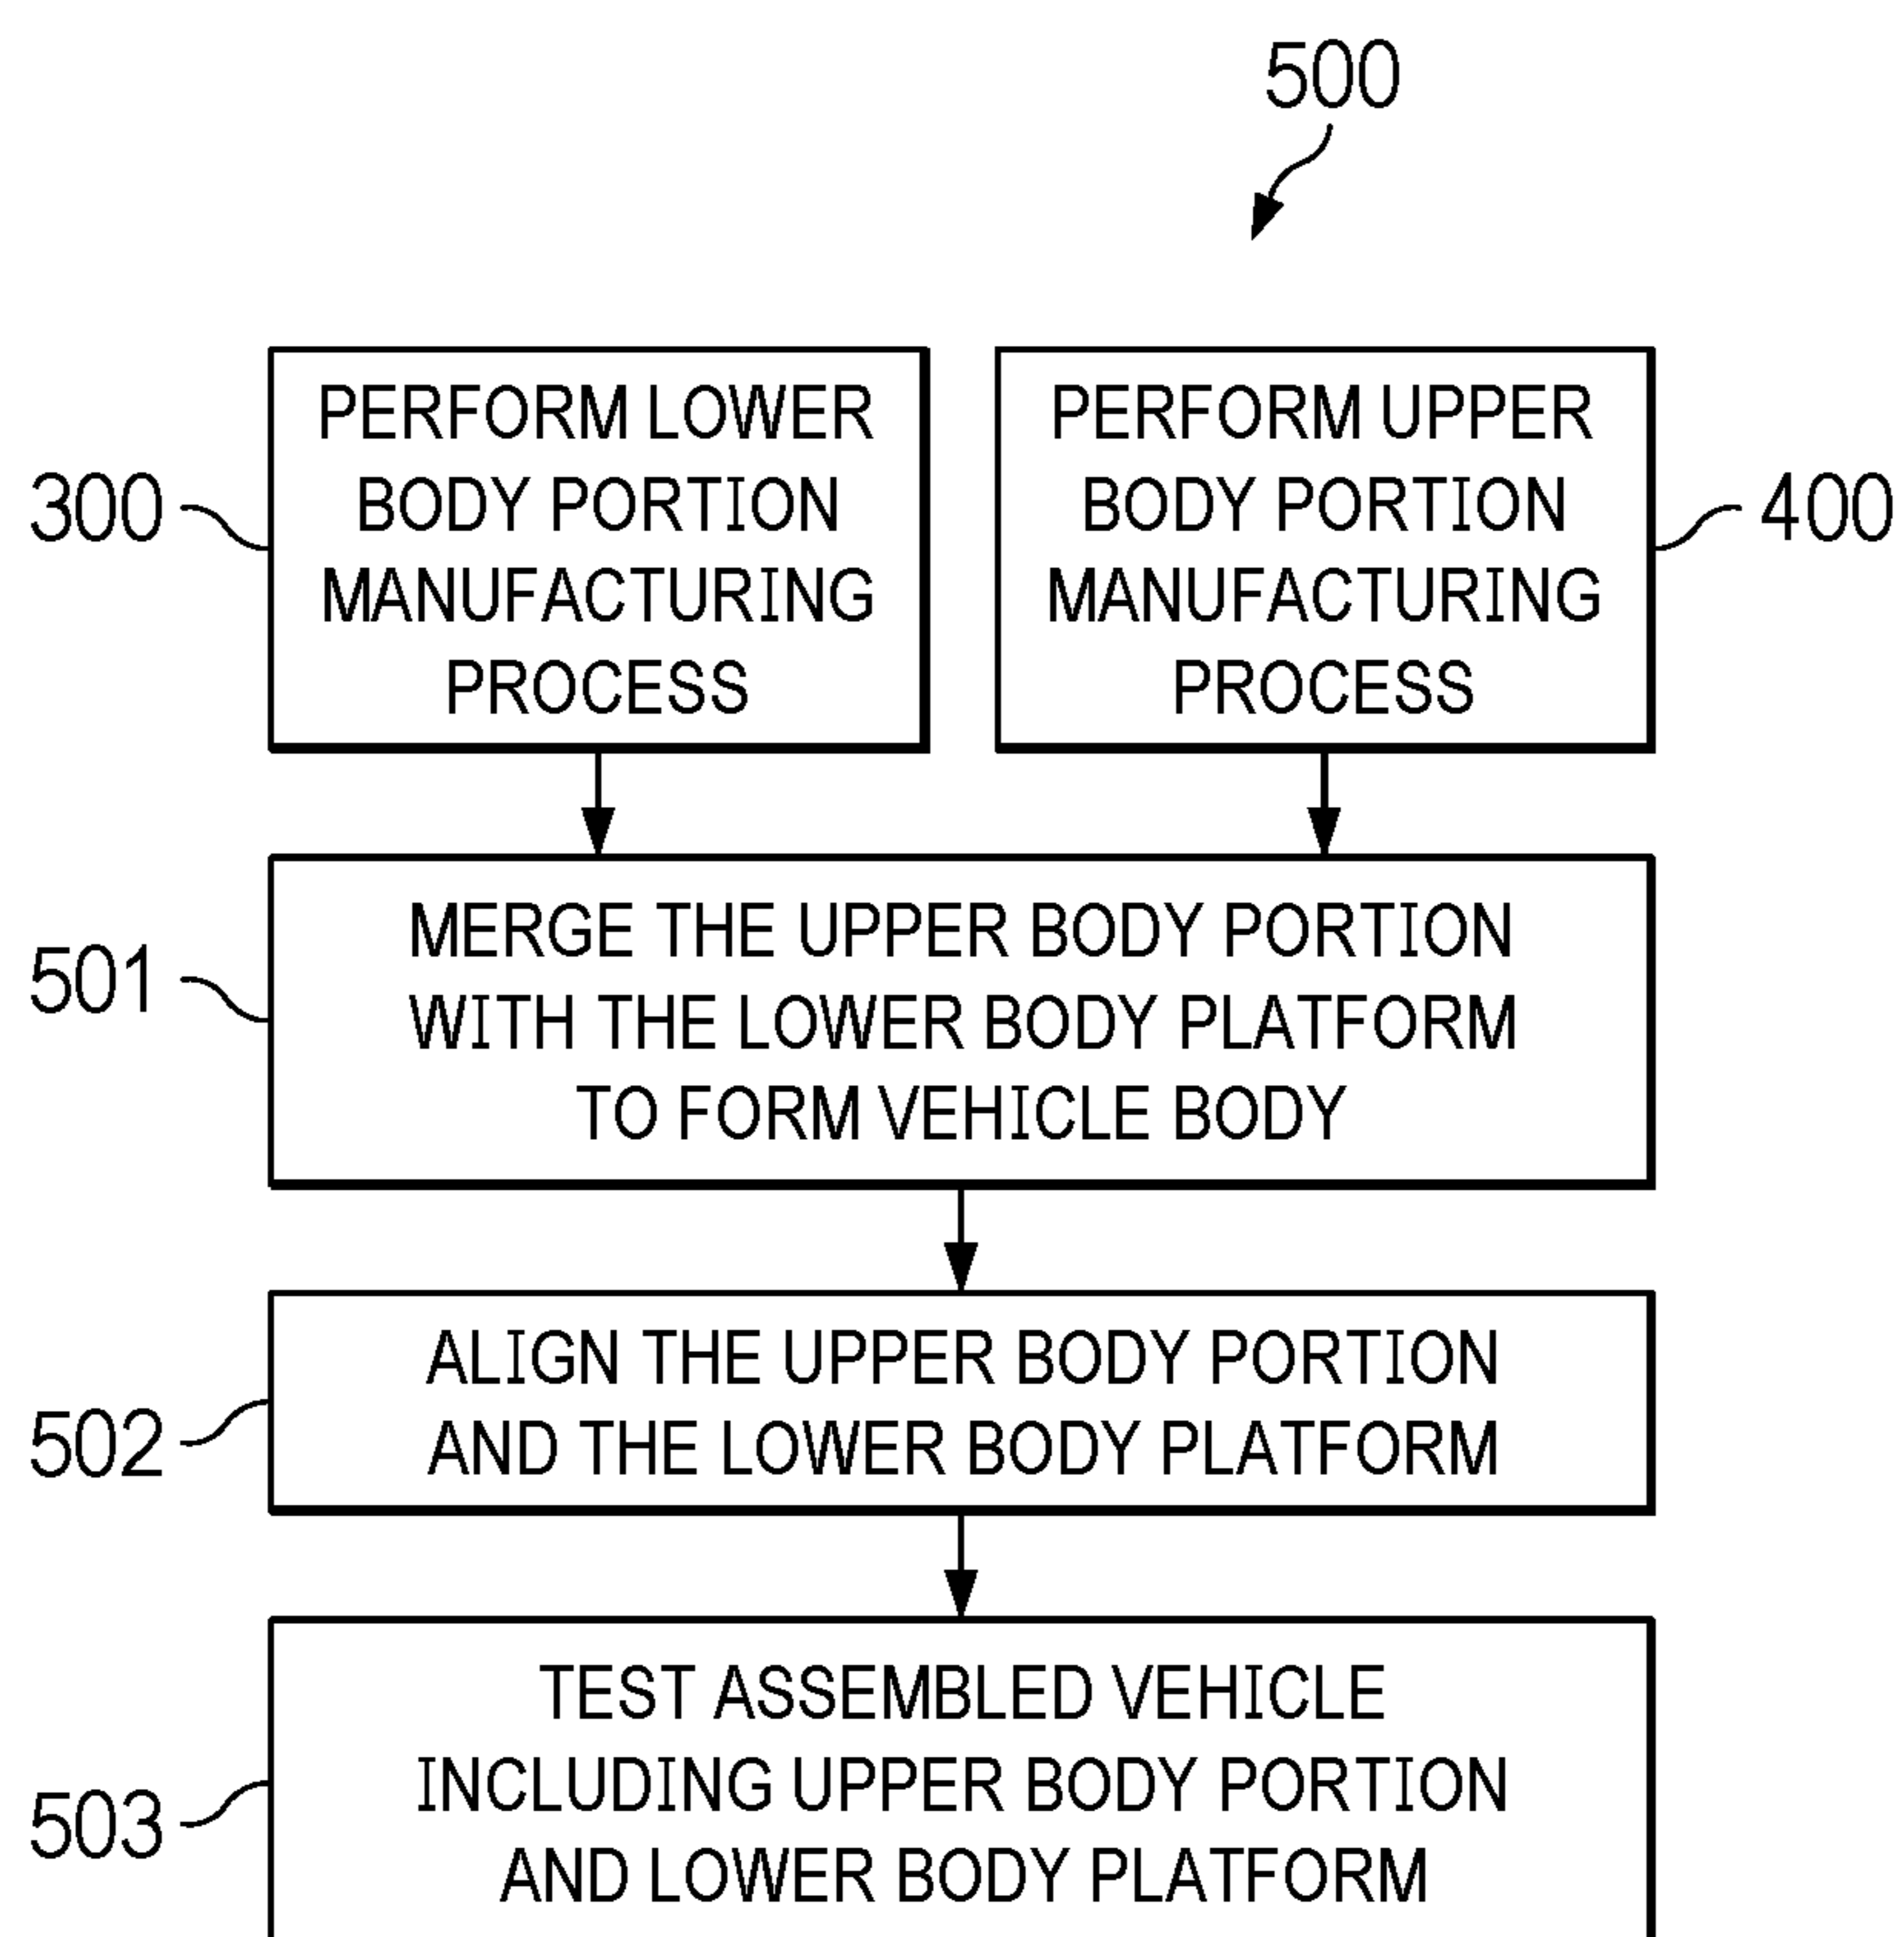 500
PERFORM LOWER
BODY PORTION
MANUFACTURING
PROCESS
300
PERFORM UPPER
BODY PORTION
MANUFACTURING
PROCESS
400
MERGE THE UPPER BODY PORTION
WITH THE LOWER BODY PLATFORM
TO FORM VEHICLE BODY
501
ALIGN THE UPPER BODY PORTION
AND THE LOWER BODY PLATFORM
502
TEST ASSEMBLED VEHICLE
INCLUDING UPPER BODY PORTION
AND LOWER BODY PLATFORM
503